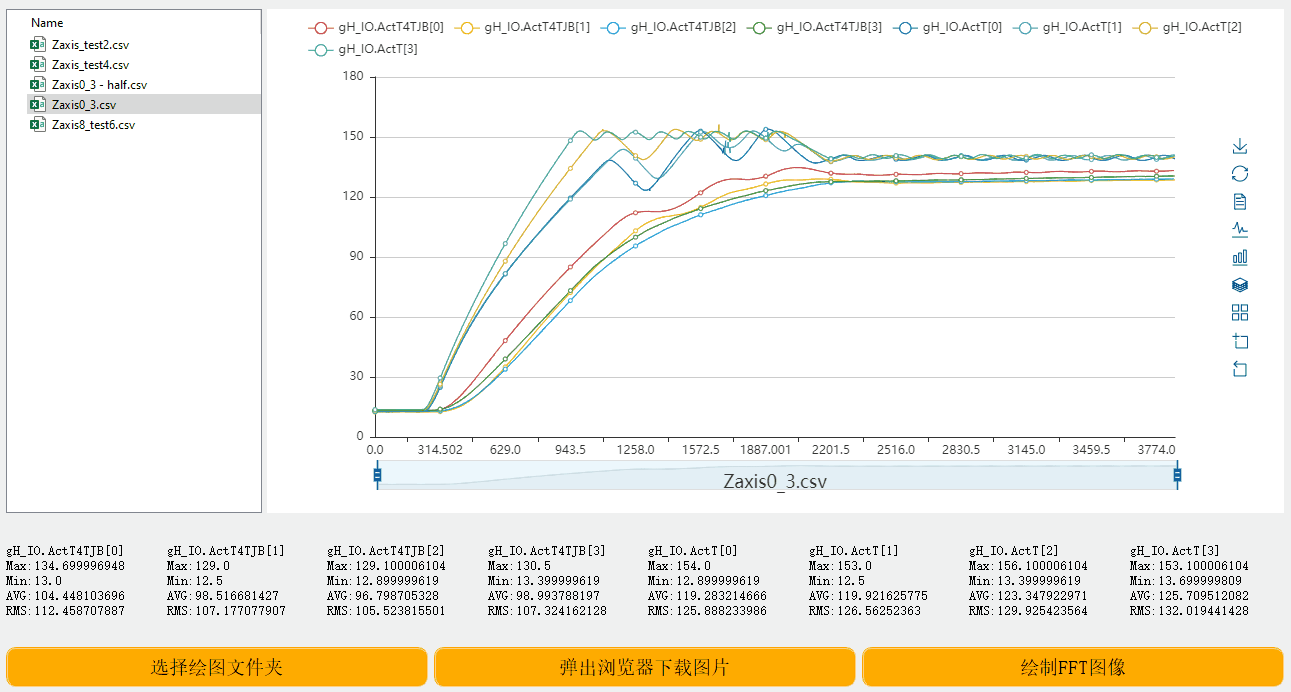 Name
Zaxis_test2.csv
Zaxis_test4.csv
Zaxis0_3 - half.csv
Zaxis0_3.csv
Zaxis8_test6.csv
gH_IO.ActT4TJB[0] gH_IO.ActT4TJB[1] gH_IO.ActT4TJB[2] gH_IO.ActT4TJB[3] gH_IO.ActT[0] gH_IO.ActT[1] gH_IO.ActT[2]
gH_IO.ActT[3]
180
150
120
90
60
30
0
0.0 314.502 629.0 943.5 1258.0 1572.5 1887.001 2201.5 2516.0 2830.5 3145.0 3459.5 3774.0
Zaxis0_3.csv
gH_IO.ActT4TJB[0] gH_IO.ActT4TJB[1] gH_IO.ActT4TJB[2] gH_IO.ActT4TJB[3] gH_IO.ActT[0] gH_IO.ActT[1] gH_IO.ActT[2] gH_IO.ActT[3]
Max:134.699996948 Max:129.0 Max:129.100006104 Max:130.5 Max:154.0 Max:153.0 Max:156.100006104 Max:153.100006104
Min:13.0 Min:12.5 Min:12.899999619 Min:13.399999619 Min:12.899999619 Min:12.5 Min:13.399999619 Min:13.699999809
AVG:104.448103696 AVG:98.516681427 AVG:96.798705328 AVG:98.993788197 AVG:119.283214666 AVG:119.921625775 AVG:123.347922971 AVG:125.709512082
RMS:112.458707887 RMS:107.177077907 RMS:105.523815501 RMS:107.324162128 RMS:125.888233986 RMS:126.56252363 RMS:129.925423564 RMS:132.019441428
选择绘图文件夹 弹出浏览器下载图片 绘制FFT图像